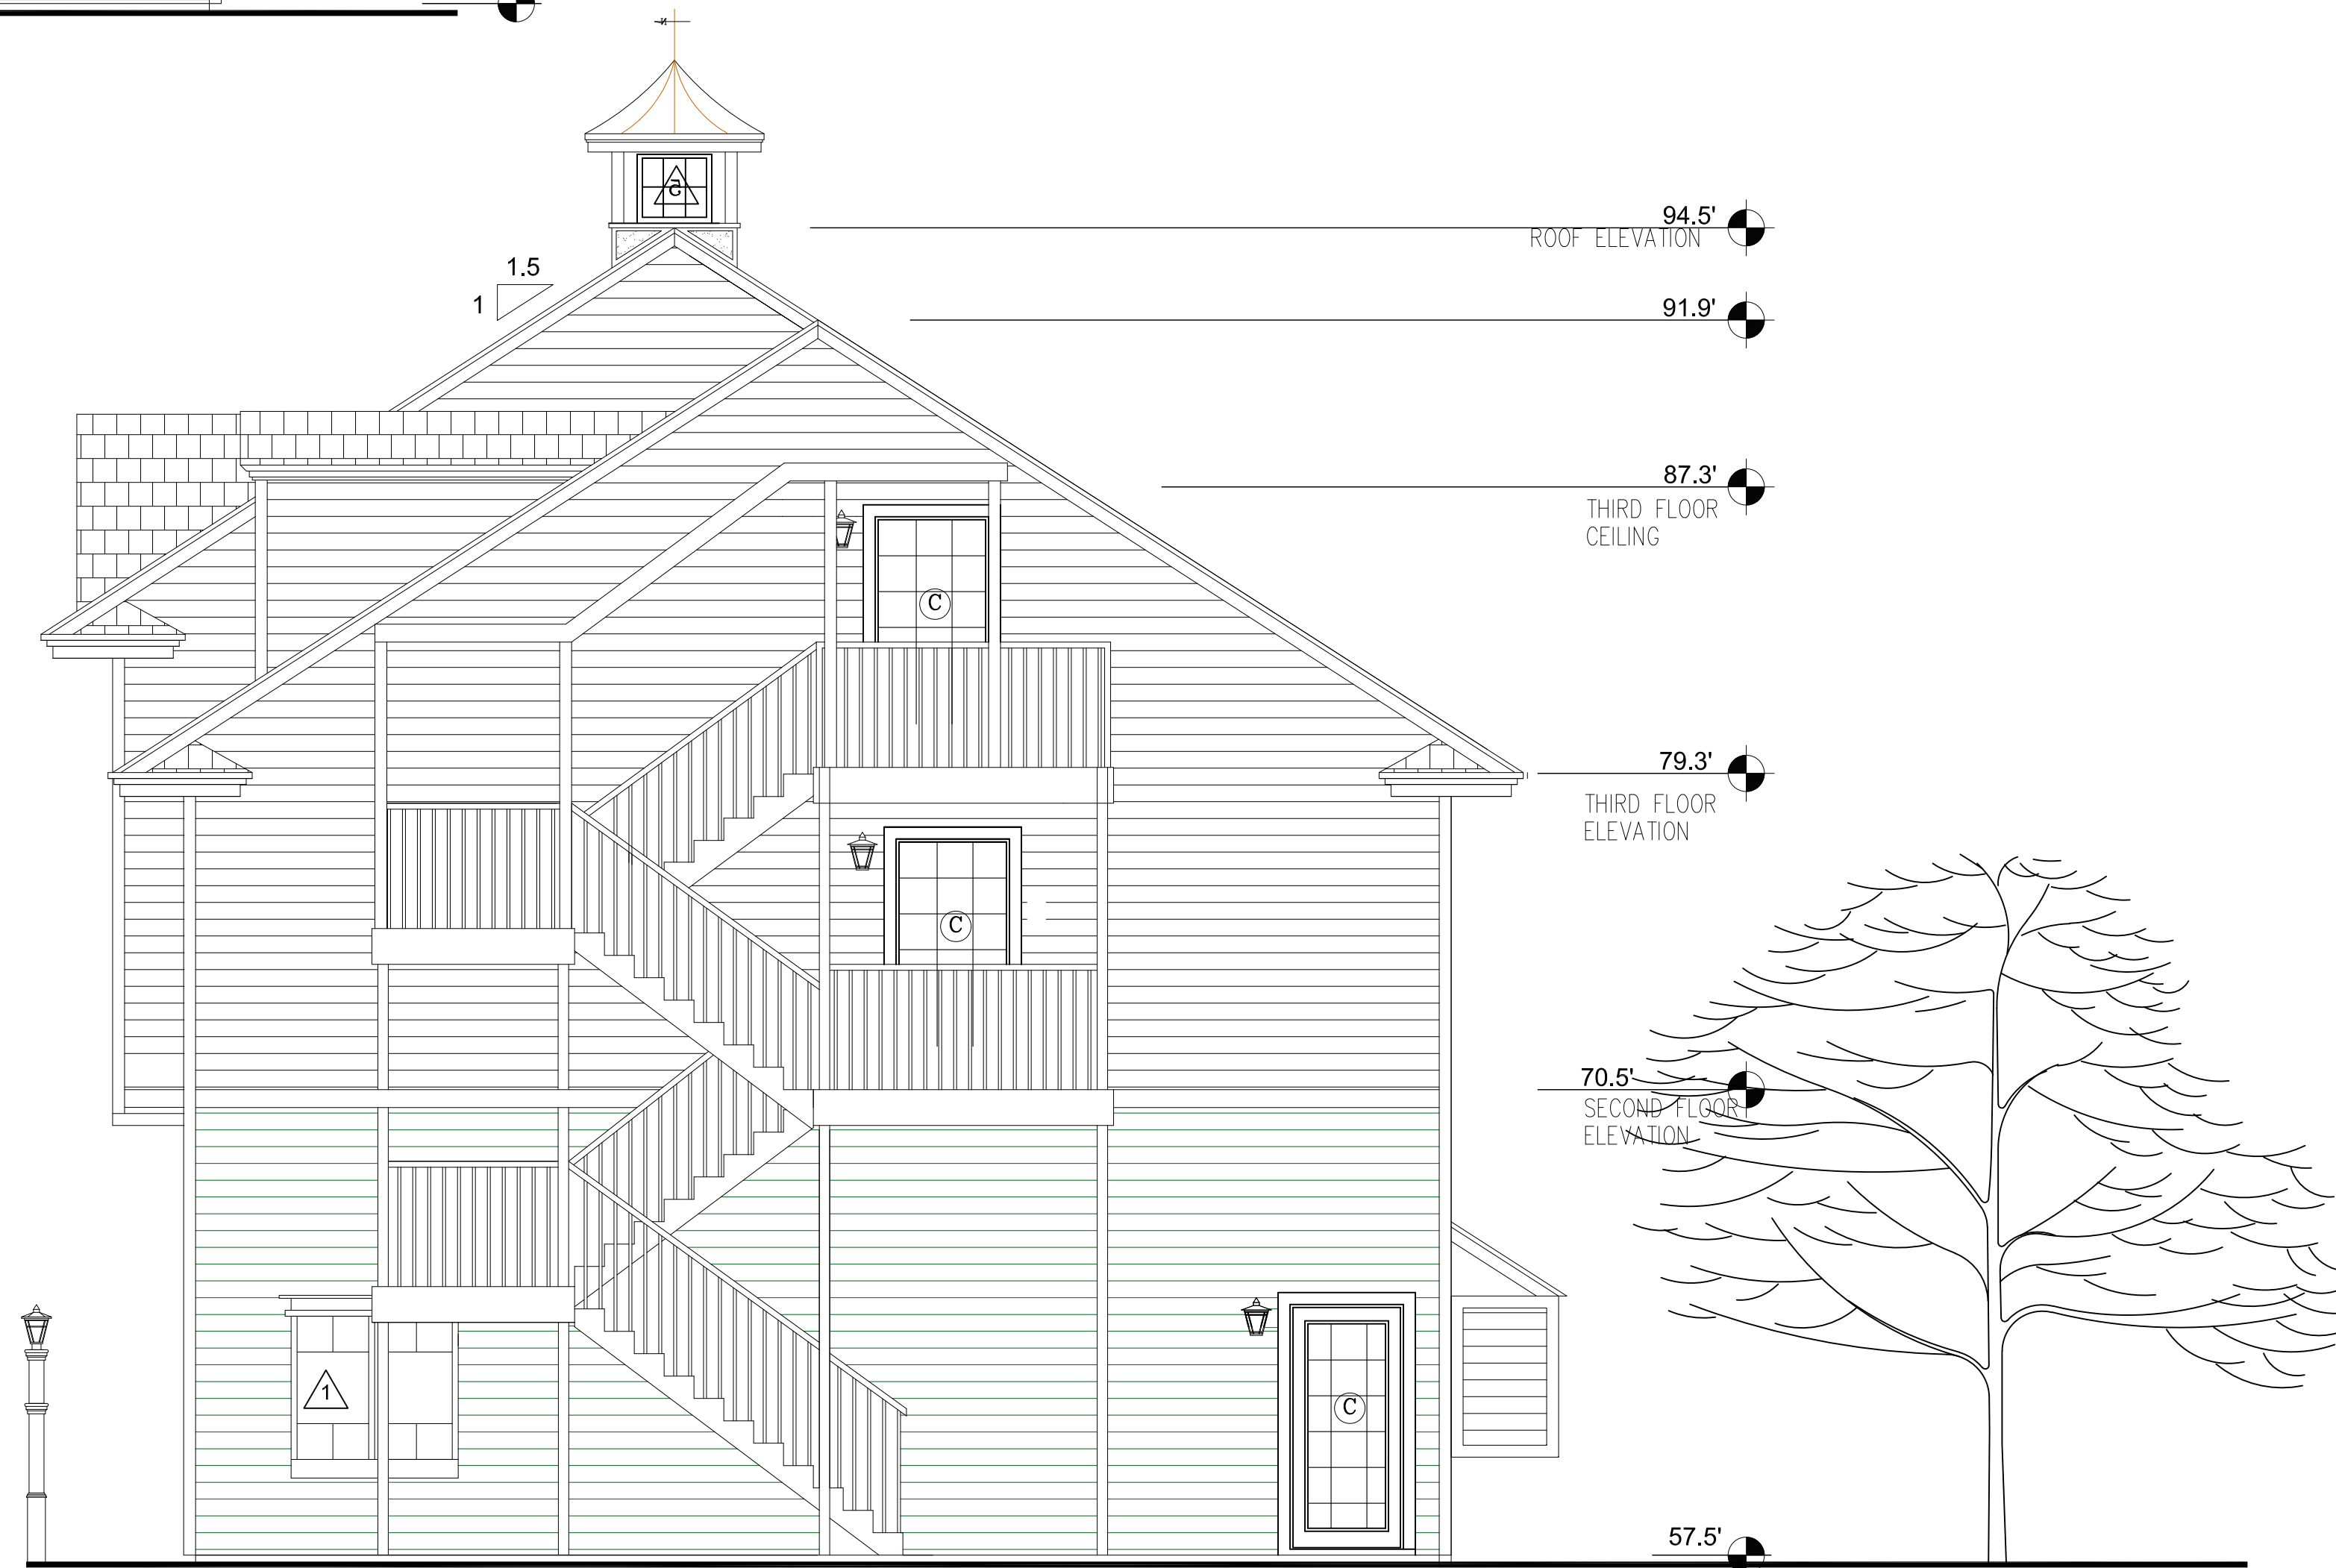 N
5
94.5'
ROOF ELEVATION
1.5
1
91.9'
87.3'
THIRD FLOOR
CEILING
C
79.3'
THIRD FLOOR
ELEVATION
C
70.5'
SECOND FLOOR
ELEVATION
1
C
57.5'